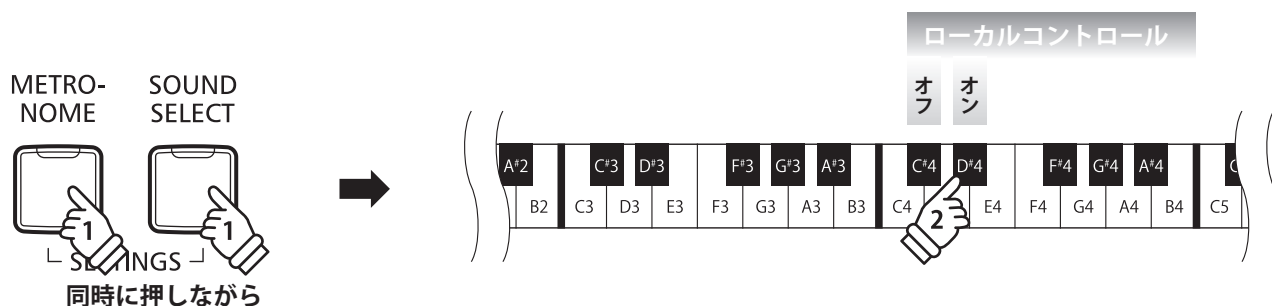 ローカルコントロール
オフ オン
METRO-
NOME
SOUND
SELECT
1 1
└ SETTINGS ┘
同時に押しながら
A#2 C#3 D#3 F#3 G#3 A#3 C#4 D#4 F#4 G#4 A#4
B2 C3 D3 E3 F3 G3 A3 B3 C4 E4 F4 G4 A4 B4 C5
2